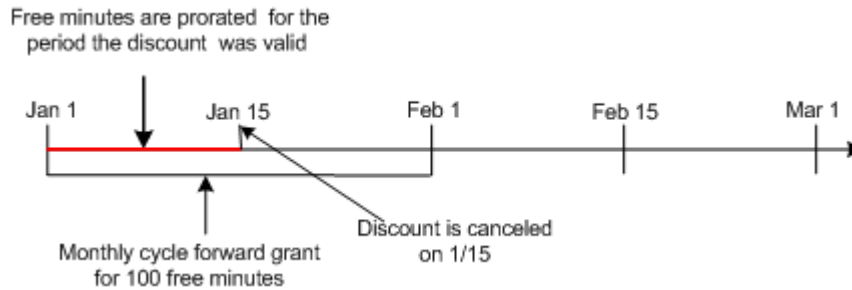 Free minutes are prorated for the
period the discount was valid
Jan 1
Jan 15
Feb 1
Feb 15
Mar 1
Discount is canceled
on 1/15
Monthly cycle forward grant
for 100 free minutes